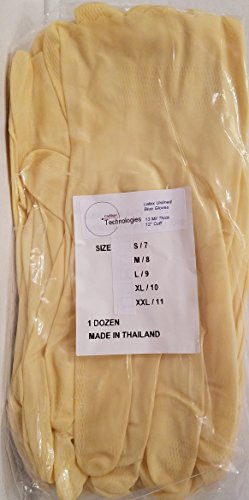 Technologies
Latex Unlined
Blue Gloves
13 Mil Thick
12" Cuff
SIZE S/7
M/8
L/9
XL/10
XXL/11
1 DOZEN
MADE IN THAILAND